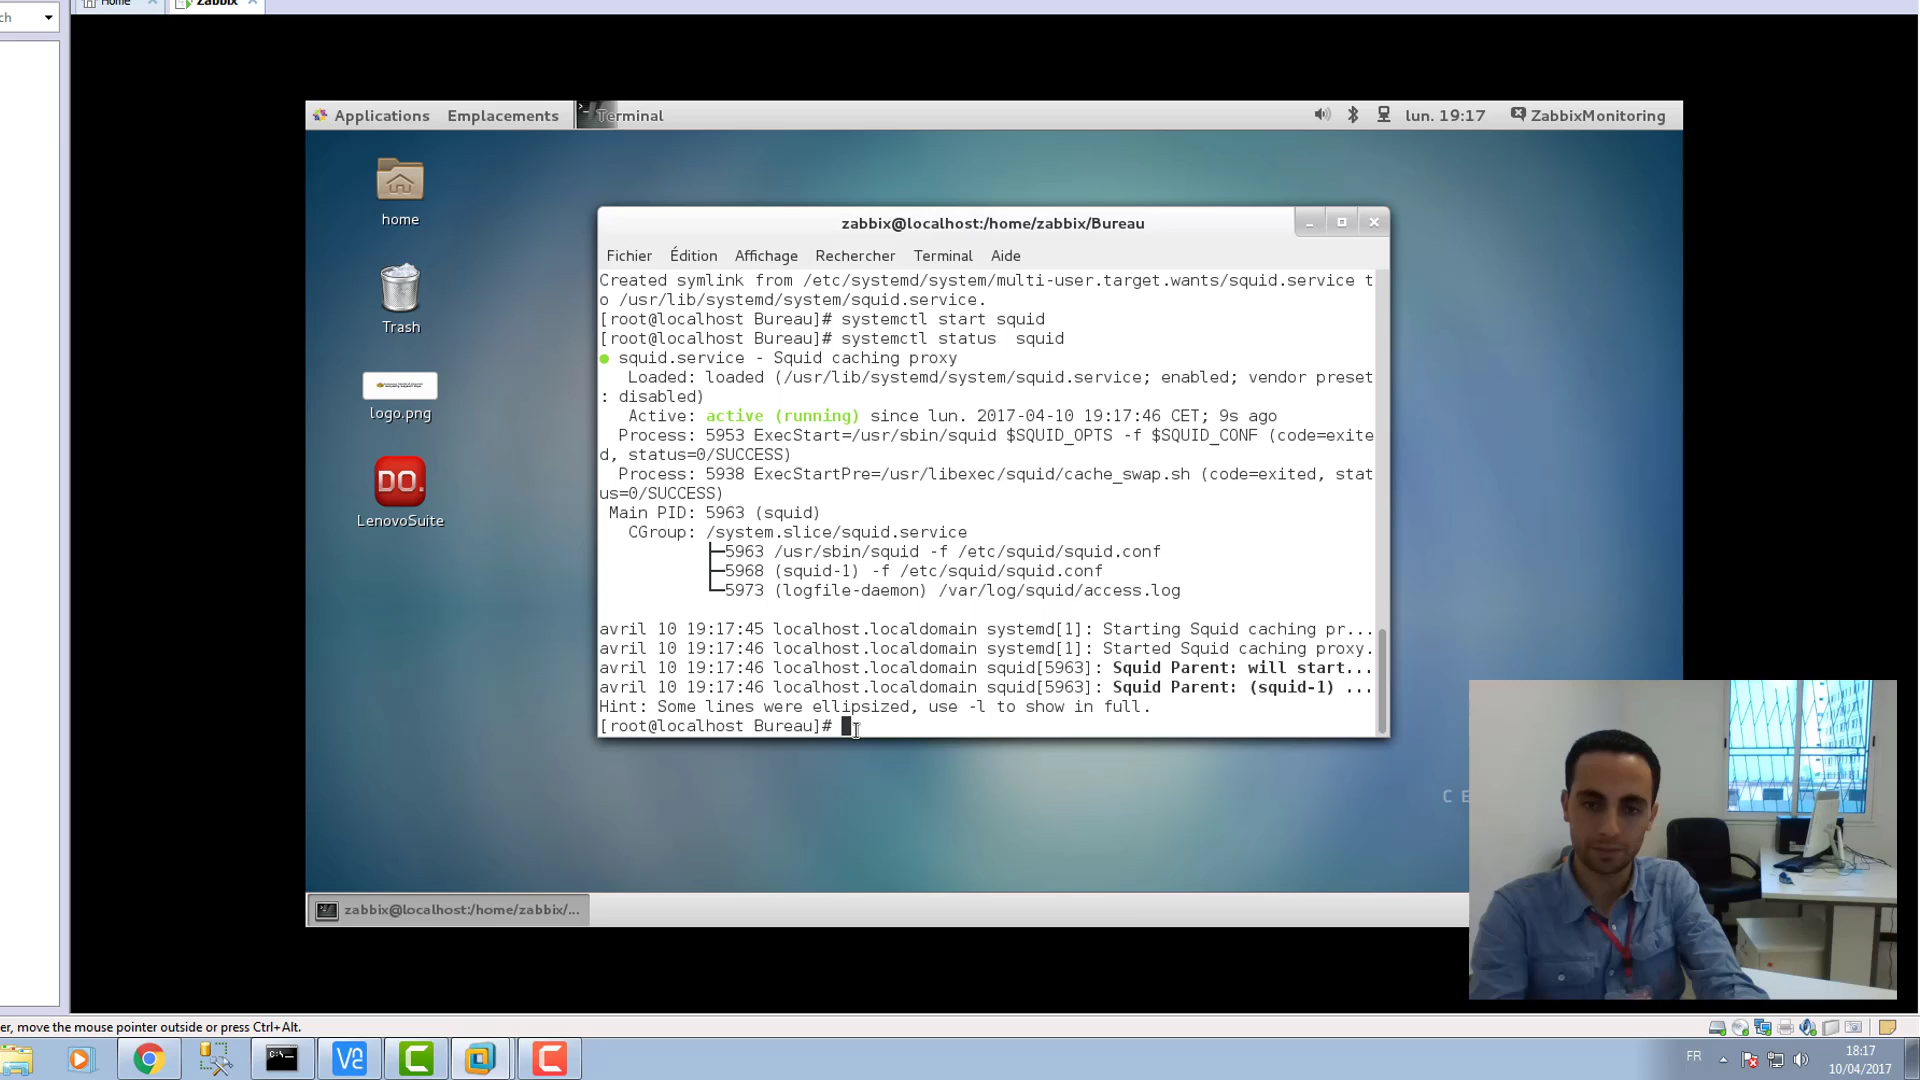 ch
Home
Zabbix
Applications Emplacements Terminal lun. 19:17 ZabbixMonitoring
home
Trash
logo.png
DO.
LenovoSuite
zabbix@localhost:/home/zabbix/Bureau
Fichier Édition Affichage Rechercher Terminal Aide
Created symlink from /etc/systemd/system/multi-user.target.wants/squid.service t
o /usr/lib/systemd/system/squid.service.
[root@localhost Bureau]# systemctl start squid
[root@localhost Bureau]# systemctl status  squid
● squid.service - Squid caching proxy
Loaded: loaded (/usr/lib/systemd/system/squid.service; enabled; vendor preset
: disabled)
Active: active (running) since lun. 2017-04-10 19:17:46 CET; 9s ago
Process: 5953 ExecStart=/usr/sbin/squid $SQUID_OPTS -f $SQUID_CONF (code=exite
d, status=0/SUCCESS)
Process: 5938 ExecStartPre=/usr/libexec/squid/cache_swap.sh (code=exited, stat
us=0/SUCCESS)
Main PID: 5963 (squid)
CGroup: /system.slice/squid.service
├─5963 /usr/sbin/squid -f /etc/squid/squid.conf
├─5968 (squid-1) -f /etc/squid/squid.conf
└─5973 (logfile-daemon) /var/log/squid/access.log
avril 10 19:17:45 localhost.localdomain systemd[1]: Starting Squid caching pr...
avril 10 19:17:46 localhost.localdomain systemd[1]: Started Squid caching proxy.
avril 10 19:17:46 localhost.localdomain squid[5963]: Squid Parent: will start...
avril 10 19:17:46 localhost.localdomain squid[5963]: Squid Parent: (squid-1) ...
Hint: Some lines were ellipsized, use -l to show in full.
[root@localhost Bureau]#
C E
zabbix@localhost:/home/zabbix/...
er, move the mouse pointer outside or press Ctrl+Alt.
FR
18:17
10/04/2017